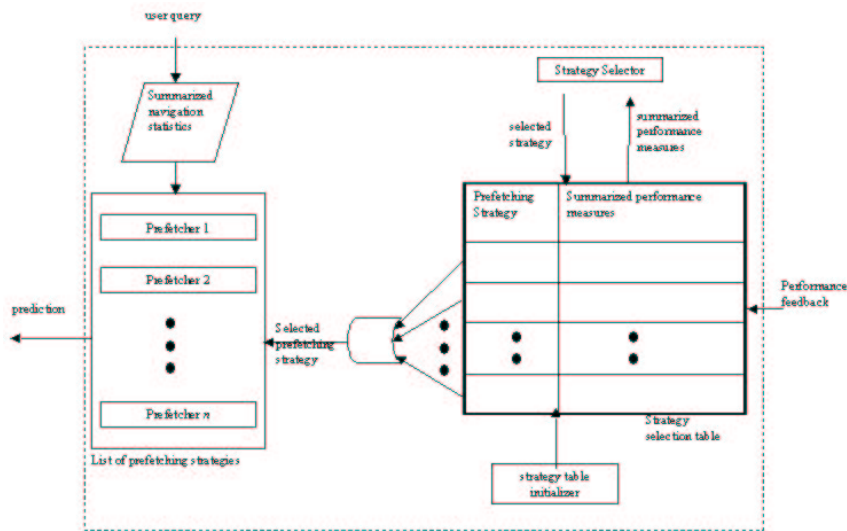 user query
Summarized
navigation
statistics
Strategy Selector
selected
strategy
summarized
performance
measures
Prefetching
Strategy
Summarized performance
measures
Prefetcher 1
Prefetcher 2
Prefetcher n
prediction
Selected
prefetching
strategy
Performance
feedback
Strategy
selection table
List of prefetching strategies
strategy table
initializer